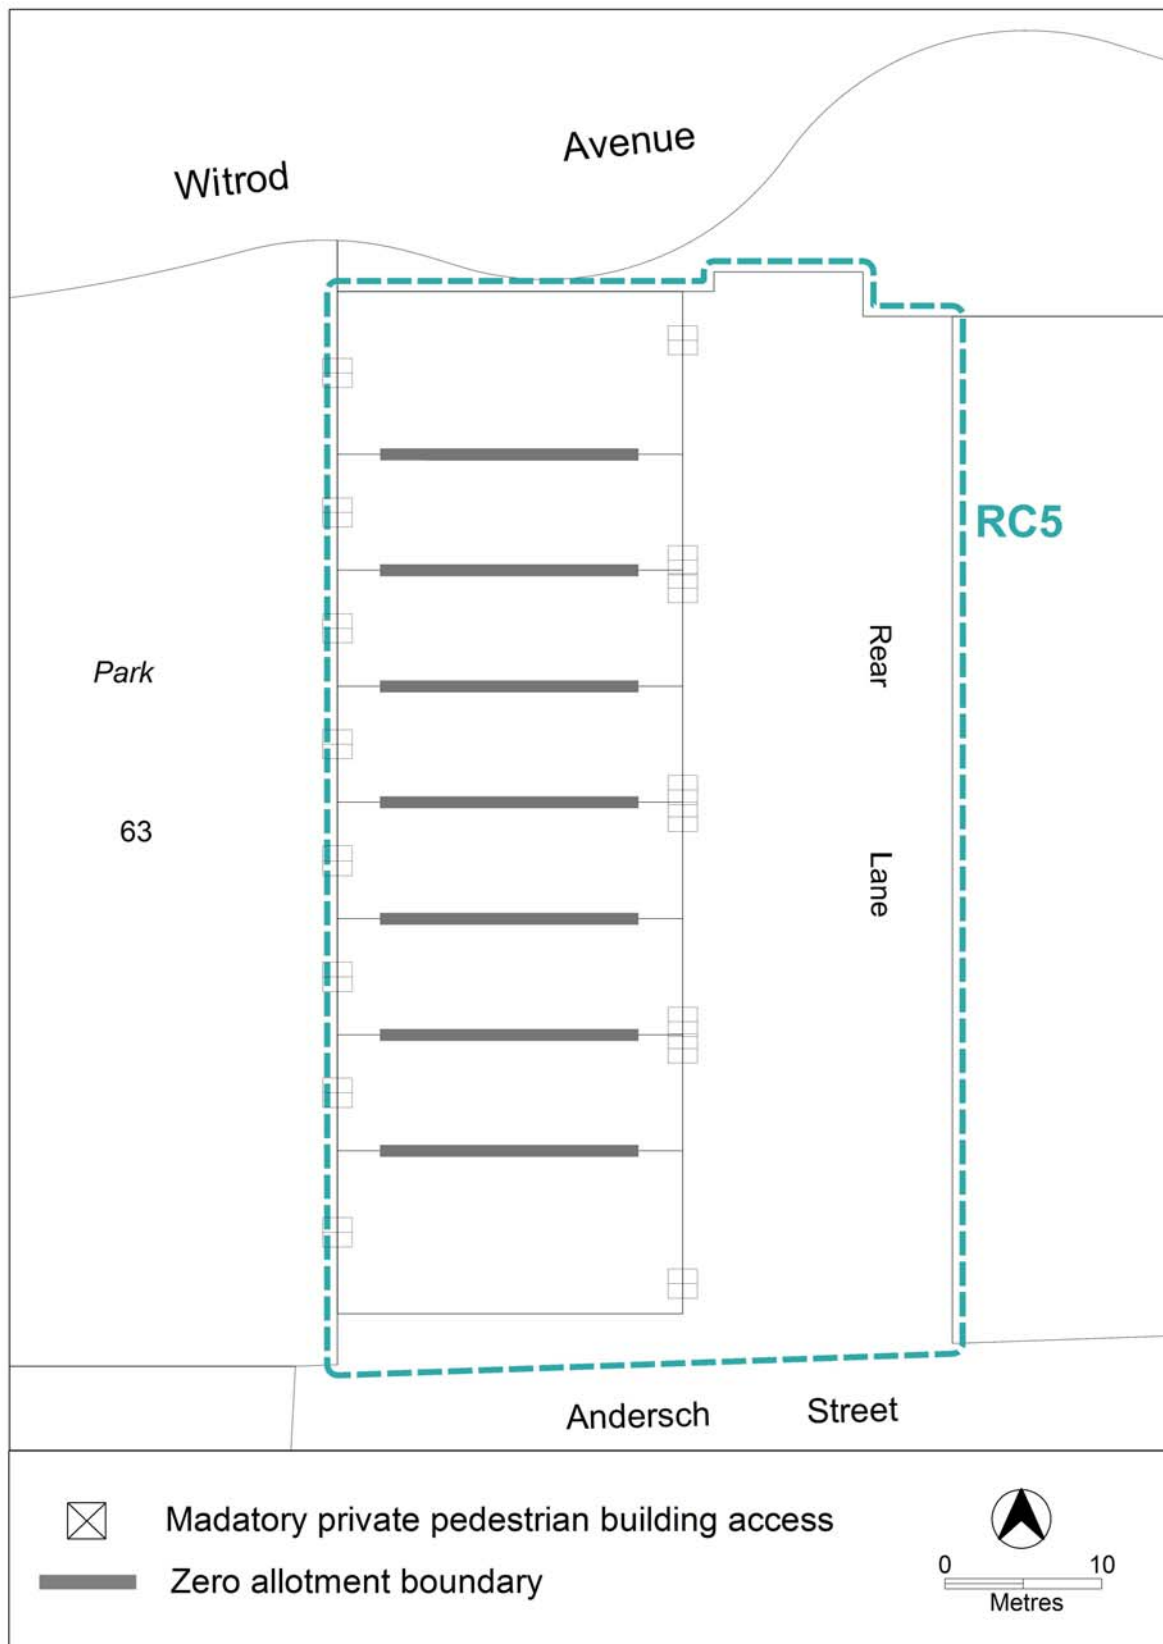 Witrod Avenue
RC5
Rear Lane
Park
63
Andersch Street
Madatory private pedestrian building access
Zero allotment boundary
0 10
Metres